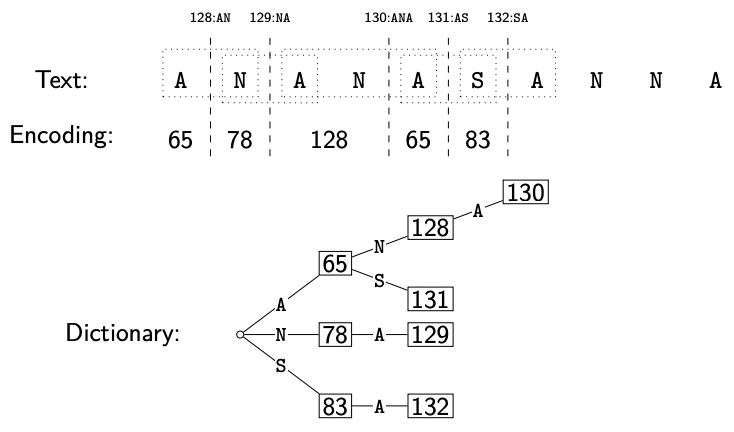 128:AN 129:NA 130:ANA 131:AS 132:SA
Text: A N A N A S A N N A
Encoding: 65 78 128 65 83
130
A
128
N
65
S
131
A
Dictionary: N 78 A 129
S
83 A 132